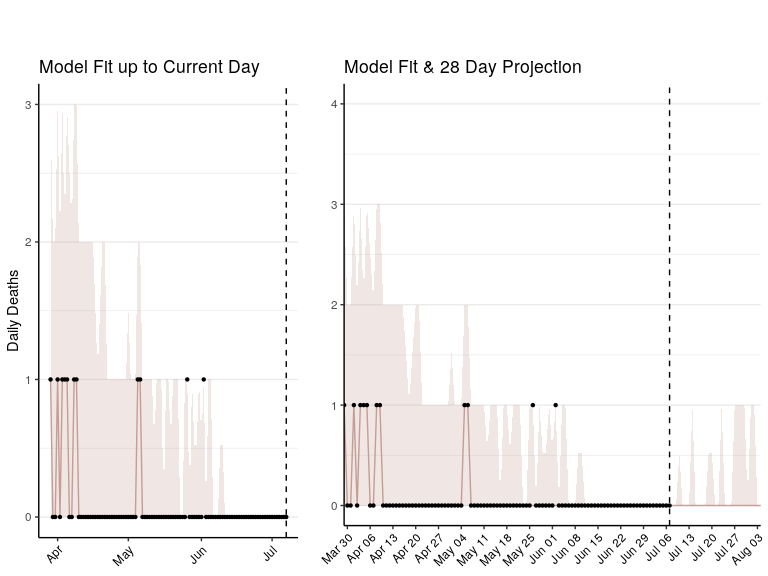 Model Fit up to Current Day
Daily Deaths
3
2
1
0
Apr
May
Jun
Jul
Model Fit & 28 Day Projection
4
3
2
1
0
Mar 30
Apr 06
Apr 13
Apr 20
Apr 27
May 04
May 11
May 18
May 25
Jun 01
Jun 08
Jun 15
Jun 22
Jun 29
Jul 06
Jul 13
Jul 20
Jul 27
Aug 03